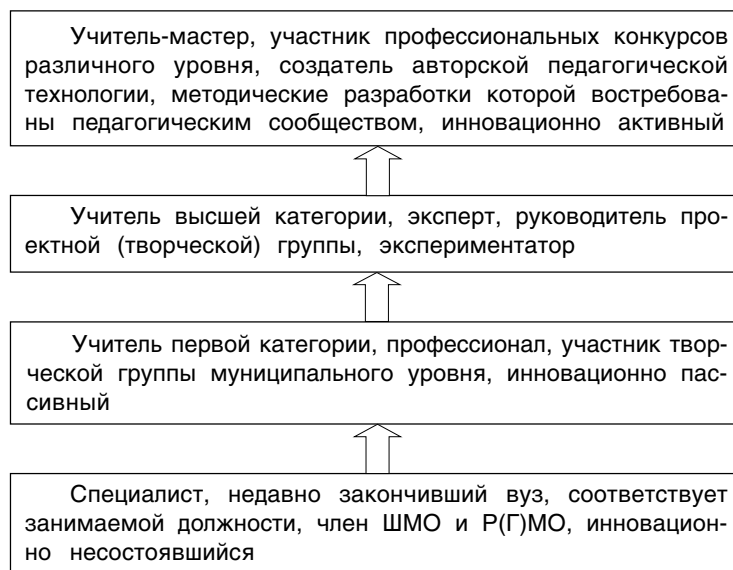 Учитель-мастер, участник профессиональных конкурсов
различного уровня, создатель авторской педагогической
технологии, методические разработки которой востребова-
ны педагогическим сообществом, инновационно активный
Учитель высшей категории, эксперт, руководитель про-
ектной (творческой) группы, экспериментатор
Учитель первой категории, профессионал, участник твор-
ческой группы муниципального уровня, инновационно пас-
сивный
Специалист, недавно закончивший вуз, соответствует
занимаемой должности, член ШМО и Р(Г)МО, инновацион-
но несостоявшийся